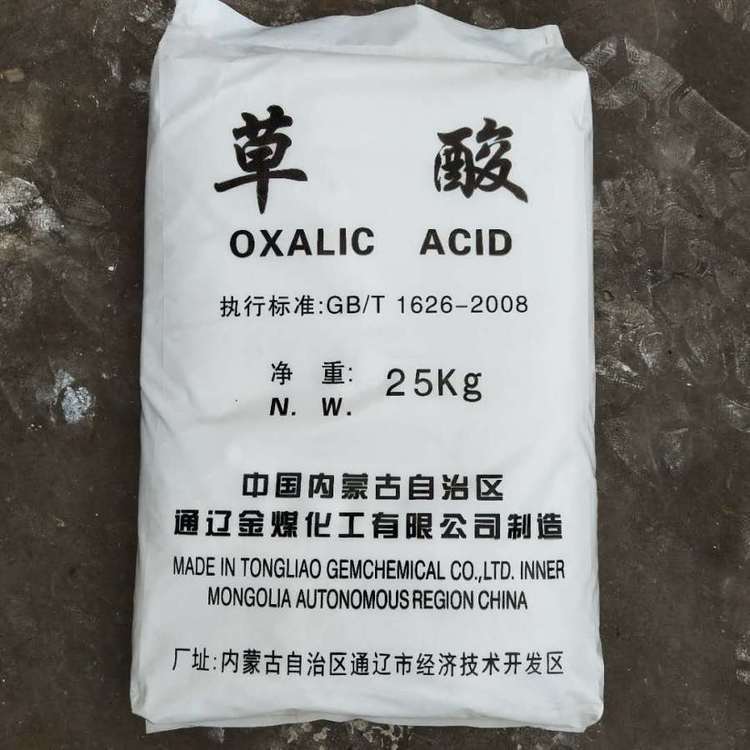 草 酸
OXALIC ACID
执行标准:GB/T 1626-2008
净 重: 25Kg
N. W.
中国内蒙古自治区
通辽金煤化工有限公司制造
MADE IN TONGLIAO GEMCHEMICAL CO.,LTD. INNER
MONGOLIA AUTONOMOUS REGION CHINA
厂址:内蒙古自治区通辽市经济技术开发区